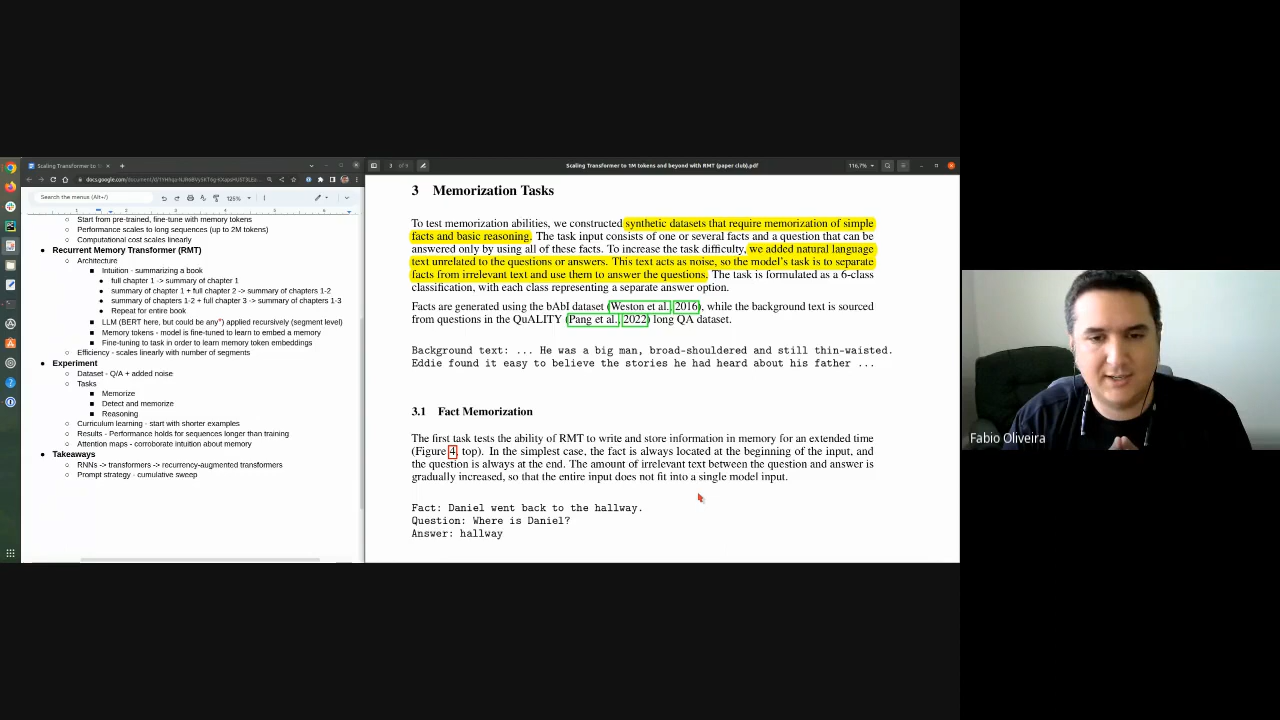 Scaling Transformer to
docs.google.com/document/d/
Search the menus (Alt+/)
125%
Start from pre-trained, fine-tune with memory tokens
Performance scales to long sequences (up to 2M tokens)
Computational cost scales linearly
Recurrent Memory Transformer (RMT)
Architecture
Intuition - summarizing a book
full chapter 1 -> summary of chapter 1
summary of chapter 1 + full chapter 2 -> summary of chapters 1-2
summary of chapters 1-2 + full chapter 3 -> summary of chapters 1-3
Repeat for entire book
LLM (BERT here, but could be any*) applied recursively (segment level)
Memory tokens - model is fine-tuned to learn to embed a memory
Fine-tuning to task in order to learn memory token embeddings
Efficiency - scales linearly with number of segments
Experiment
Dataset - Q/A + added noise
Tasks
Memorize
Detect and memorize
Reasoning
Curriculum learning - start with shorter examples
Results - Performance holds for sequences longer than training
Attention maps - corroborate intuition about memory
Takeaways
RNNs -> transformers -> recurrency-augmented transformers
Prompt strategy - cumulative sweep
3 of 9
Scaling Transformer to 1M tokens and beyond with RMT (paper club).pdf
116,7%
3 Memorization Tasks
To test memorization abilities, we constructed synthetic datasets that require memorization of simple
facts and basic reasoning. The task input consists of one or several facts and a question that can be
answered only by using all of these facts. To increase the task difficulty, we added natural language
text unrelated to the questions or answers. This text acts as noise, so the model's task is to separate
facts from irrelevant text and use them to answer the questions. The task is formulated as a 6-class
classification, with each class representing a separate answer option.
Facts are generated using the bAbI dataset (Weston et al., 2016), while the background text is sourced
from questions in the QuALITY (Pang et al., 2022) long QA dataset.
Background text: ... He was a big man, broad-shouldered and still thin-waisted.
Eddie found it easy to believe the stories he had heard about his father ...
3.1 Fact Memorization
The first task tests the ability of RMT to write and store information in memory for an extended time
(Figure 4, top). In the simplest case, the fact is always located at the beginning of the input, and
the question is always at the end. The amount of irrelevant text between the question and answer is
gradually increased, so that the entire input does not fit into a single model input.
Fact: Daniel went back to the hallway.
Question: Where is Daniel?
Answer: hallway
Fabio Oliveira